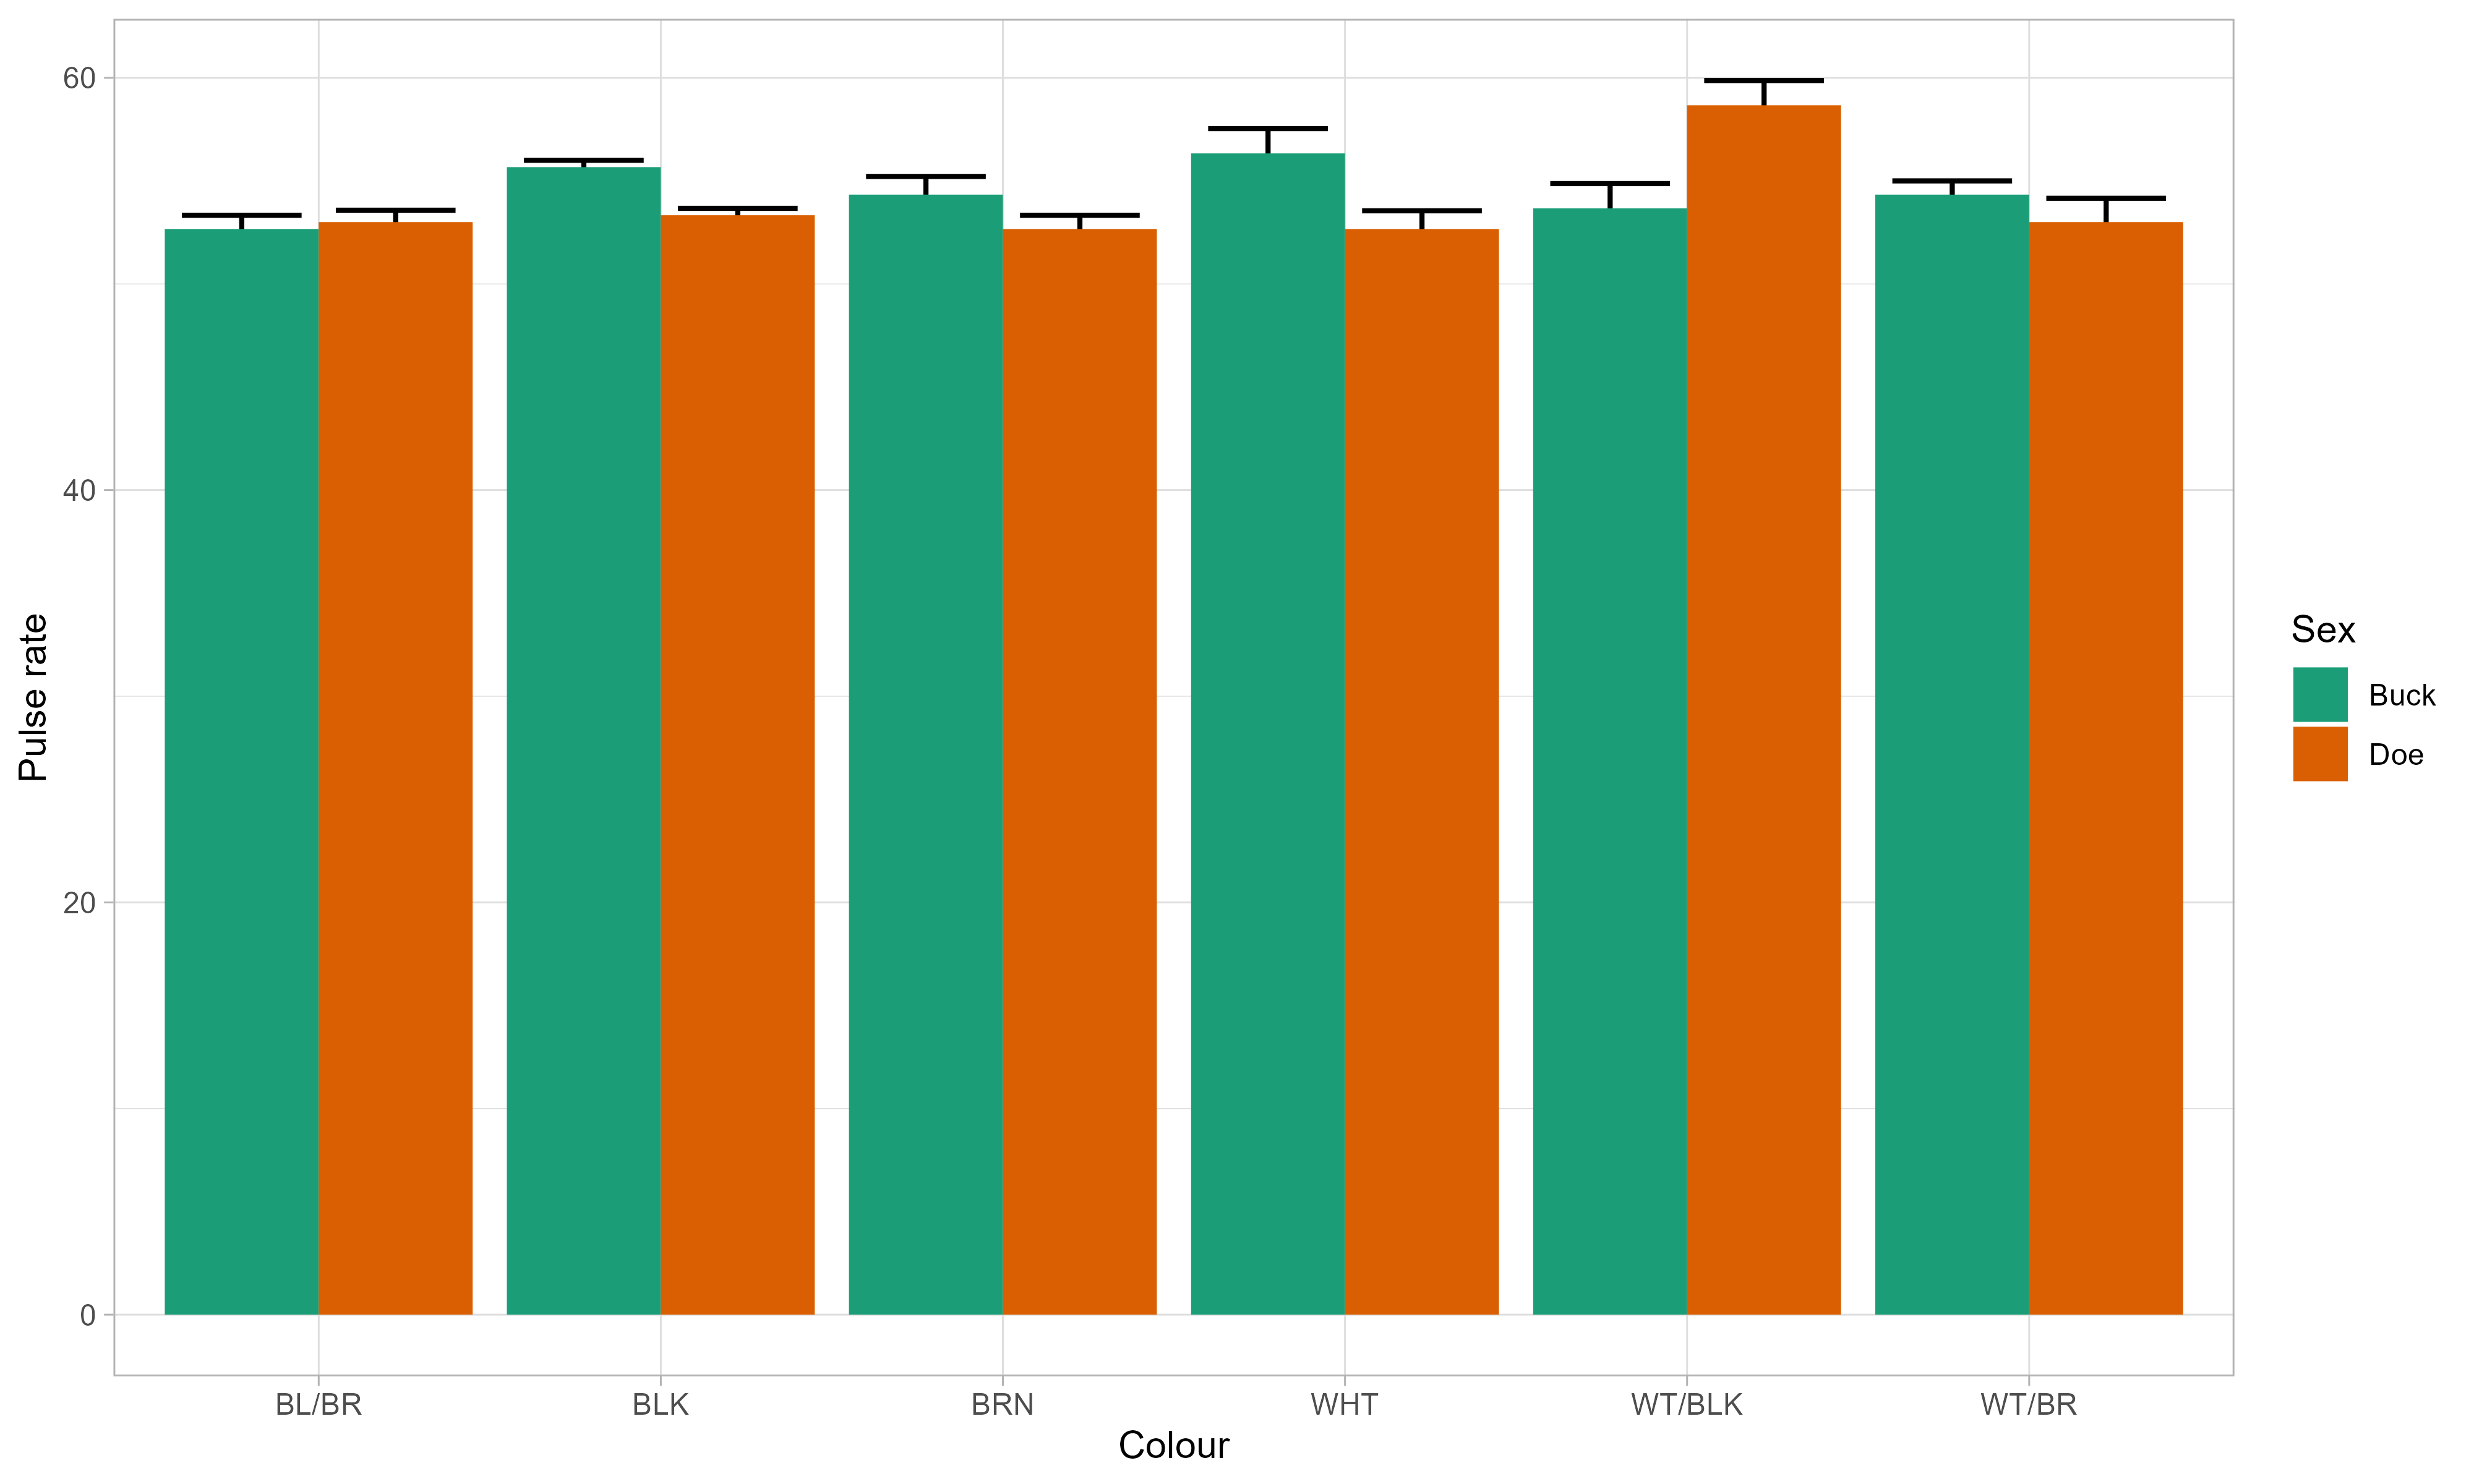 60
40
20
0
Pulse rate
BL/BR BLK BRN WHT WT/BLK WT/BR
Colour
Sex
Buck
Doe